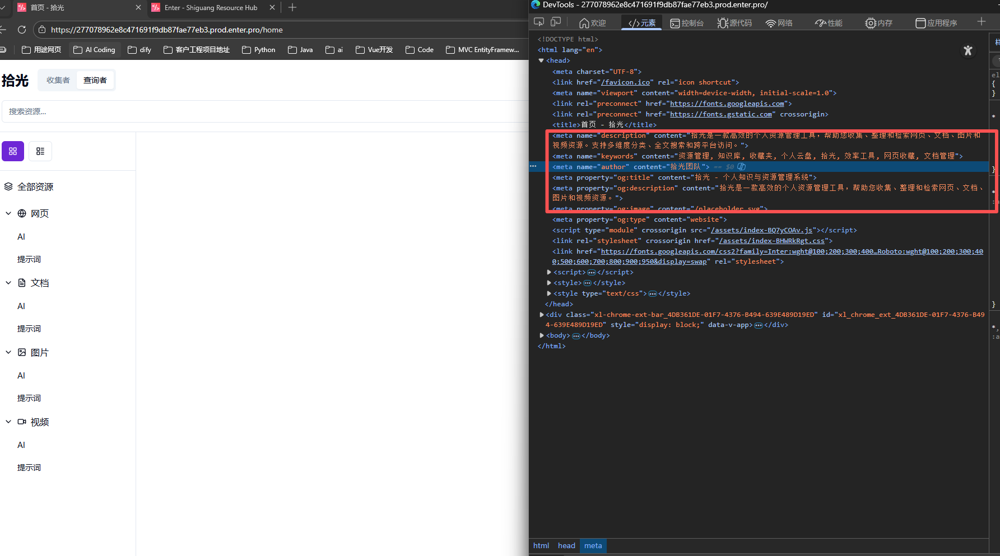 首页 - 拾光
Enter - Shiguang Resource Hub
https://277078962e8c471691f9db87fae77eb3.prod.enter.pro/home
用途网页
AI Coding
dify
客户工程项目地址
Python
Java
ai
Vue开发
Code
MVC EntityFramew...
拾光
收集者
查询者
搜索资源...
全部资源
网页
AI
提示词
文档
AI
提示词
图片
AI
提示词
视频
AI
提示词
DevTools - 277078962e8c471691f9db87fae77eb3.prod.enter.pro/
欢迎
</>元素
控制台
源代码
网络
性能
内存
应用程序
<!DOCTYPE html>
<html lang="en">
<head>
<meta charset="UTF-8">
<link href="/favicon.ico" rel="icon shortcut">
<meta name="viewport" content="width=device-width, initial-scale=1.0">
<link rel="preconnect" href="https://fonts.googleapis.com">
<link rel="preconnect" href="https://fonts.gstatic.com" crossorigin>
<title>首页 - 拾光</title>
<meta name="description" content="拾光是一款高效的个人资源管理工具，帮助您收集、整理和检索网页、文档、图片和
视频资源。支持多维度分类、全文搜索和跨平台访问。">
<meta name="keywords" content="资源管理, 知识库, 收藏夹, 个人云盘, 拾光, 效率工具, 网页收藏, 文档管理">
<meta name="author" content="拾光团队"> == $0
<meta property="og:title" content="拾光 - 个人知识与资源管理系统">
<meta property="og:description" content="拾光是一款高效的个人资源管理工具，帮助您收集、整理和检索网页、文档、
图片和视频资源。">
<meta property="og:image" content="/placeholder.svg">
<meta property="og:type" content="website">
<script type="module" crossorigin src="/assets/index-BQ7yCOAv.js"></script>
<link rel="stylesheet" crossorigin href="/assets/index-BHWRkRgt.css">
<link href="https://fonts.googleapis.com/css2?family=Inter:wght@100;200;300;400…Roboto:wght@100;200;300;40
0;500;600;700;800;900;950&display=swap" rel="stylesheet">
<script>…</script>
<style>…</style>
<style type="text/css">…</style>
</head>
<div class="xl-chrome-ext-bar_4DB361DE-01F7-4376-B494-639E489D19ED" id="xl_chrome_ext_4DB361DE-01F7-4376-B49
4-639E489D19ED" style="display: block;" data-v-app>…</div>
<body>…</body>
</html>
html
head
meta
el
{
}
*
}
*
}
*,
:a